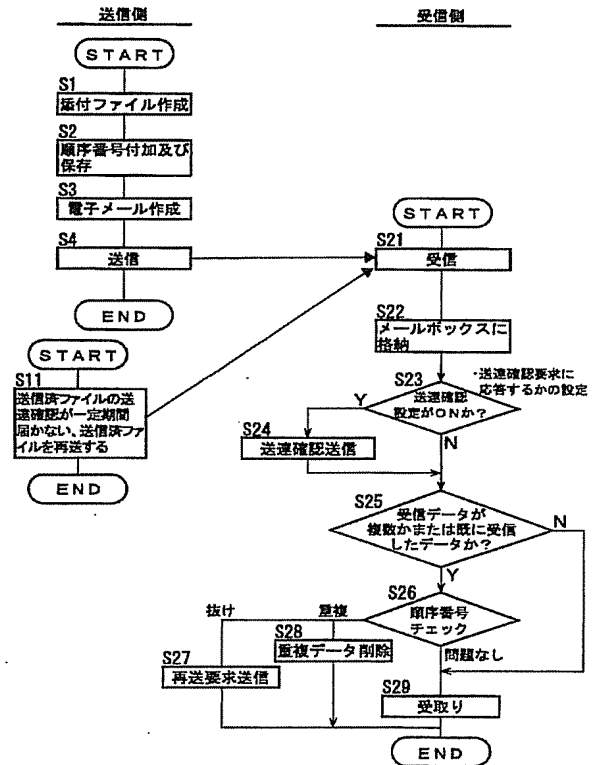 送信側
START
S1
添付ファイル作成
S2
順序番号付加及び
保存
S3
電子メール作成
S4
送信
END
START
S11
送信済ファイルの送
達確認が一定期間
届かない、送信済ファ
イルを再送する
END
受信側
START
S21
受信
S22
メールボックスに
格納
S23
送達確認
設定がONか?
・送達確認要求に
応答するかの設定
Y
N
S24
送達確認送信
S25
受信データが
複数かまたは既に受信
したデータか?
N
Y
S26
順序番号
チェック
抜け
重複
問題なし
S27
再送要求送信
S28
重複データ削除
S29
受取り
END